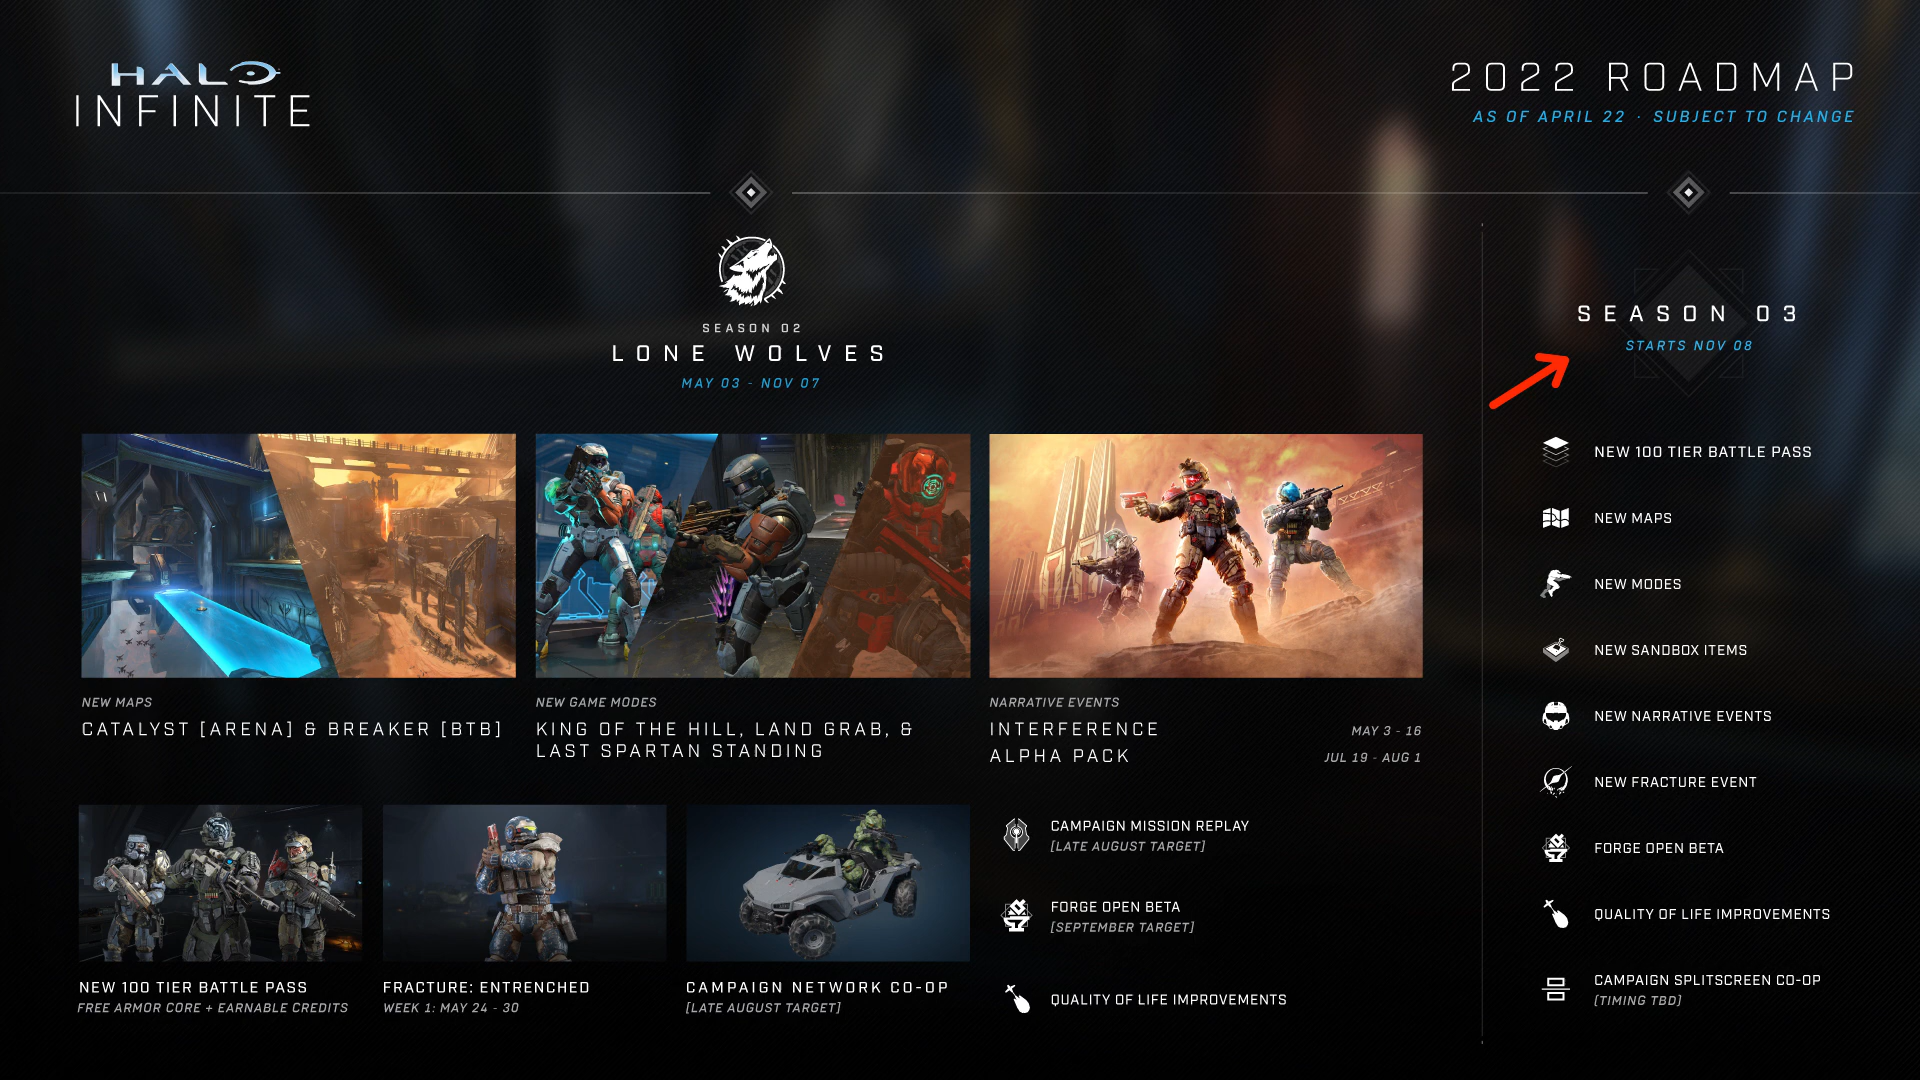 HALO
INFINITE
2022 ROADMAP
AS OF APRIL 22 · SUBJECT TO CHANGE
SEASON 02
LONE WOLVES
MAY 03 - NOV 07
NEW MAPS
CATALYST [ARENA] & BREAKER [BTB]
NEW GAME MODES
KING OF THE HILL, LAND GRAB, &
LAST SPARTAN STANDING
NARRATIVE EVENTS
INTERFERENCE MAY 3 - 16
ALPHA PACK JUL 19 - AUG 1
NEW 100 TIER BATTLE PASS
FREE ARMOR CORE + EARNABLE CREDITS
FRACTURE: ENTRENCHED
WEEK 1: MAY 24 - 30
CAMPAIGN NETWORK CO-OP
[LATE AUGUST TARGET]
CAMPAIGN MISSION REPLAY
[LATE AUGUST TARGET]
FORGE OPEN BETA
[SEPTEMBER TARGET]
QUALITY OF LIFE IMPROVEMENTS
SEASON 03
STARTS NOV 08
NEW 100 TIER BATTLE PASS
NEW MAPS
NEW MODES
NEW SANDBOX ITEMS
NEW NARRATIVE EVENTS
NEW FRACTURE EVENT
FORGE OPEN BETA
QUALITY OF LIFE IMPROVEMENTS
CAMPAIGN SPLITSCREEN CO-OP
[TIMING TBD]